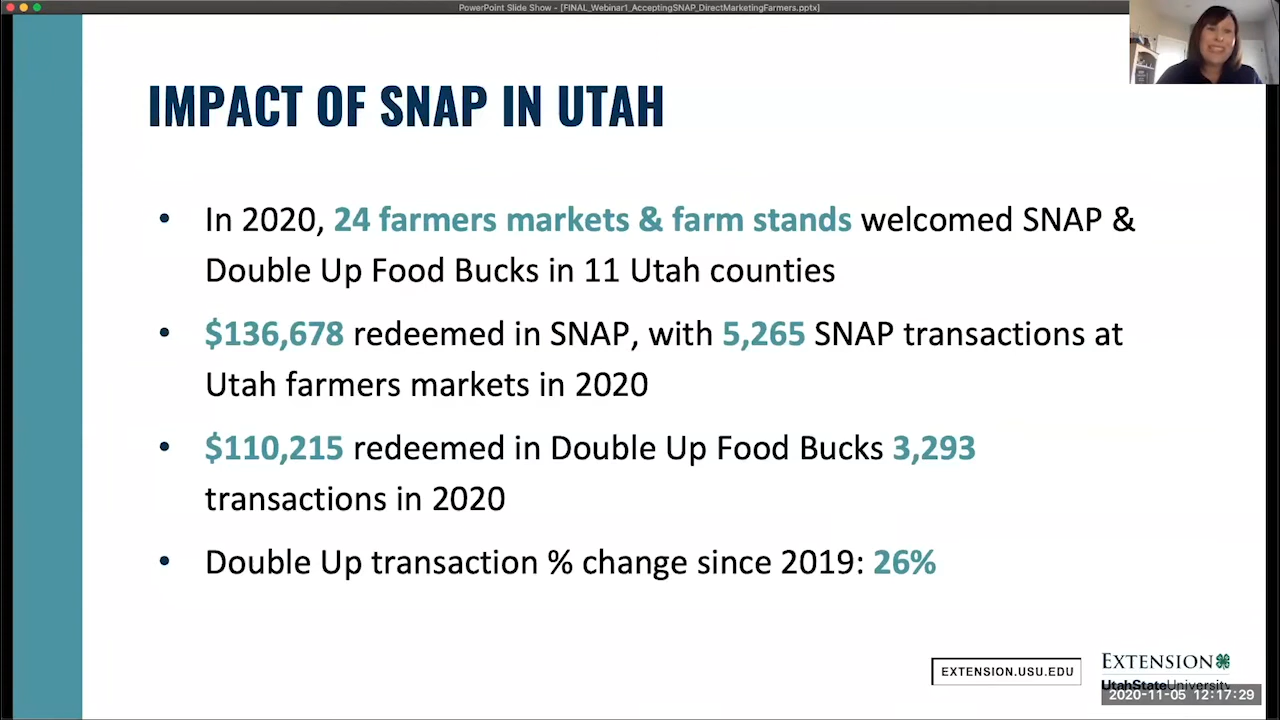 PowerPoint Slide Show - [FINAL_Webinar1_AcceptingSNAP_DirectMarketingFarmers.pptx]
IMPACT OF SNAP IN UTAH
• In 2020, 24 farmers markets & farm stands welcomed SNAP &
Double Up Food Bucks in 11 Utah counties
• $136,678 redeemed in SNAP, with 5,265 SNAP transactions at
Utah farmers markets in 2020
• $110,215 redeemed in Double Up Food Bucks 3,293
transactions in 2020
• Double Up transaction % change since 2019: 26%
EXTENSION.USU.EDU
EXTENSION
UtahStateUniversity
2020-11-05 12:17:29